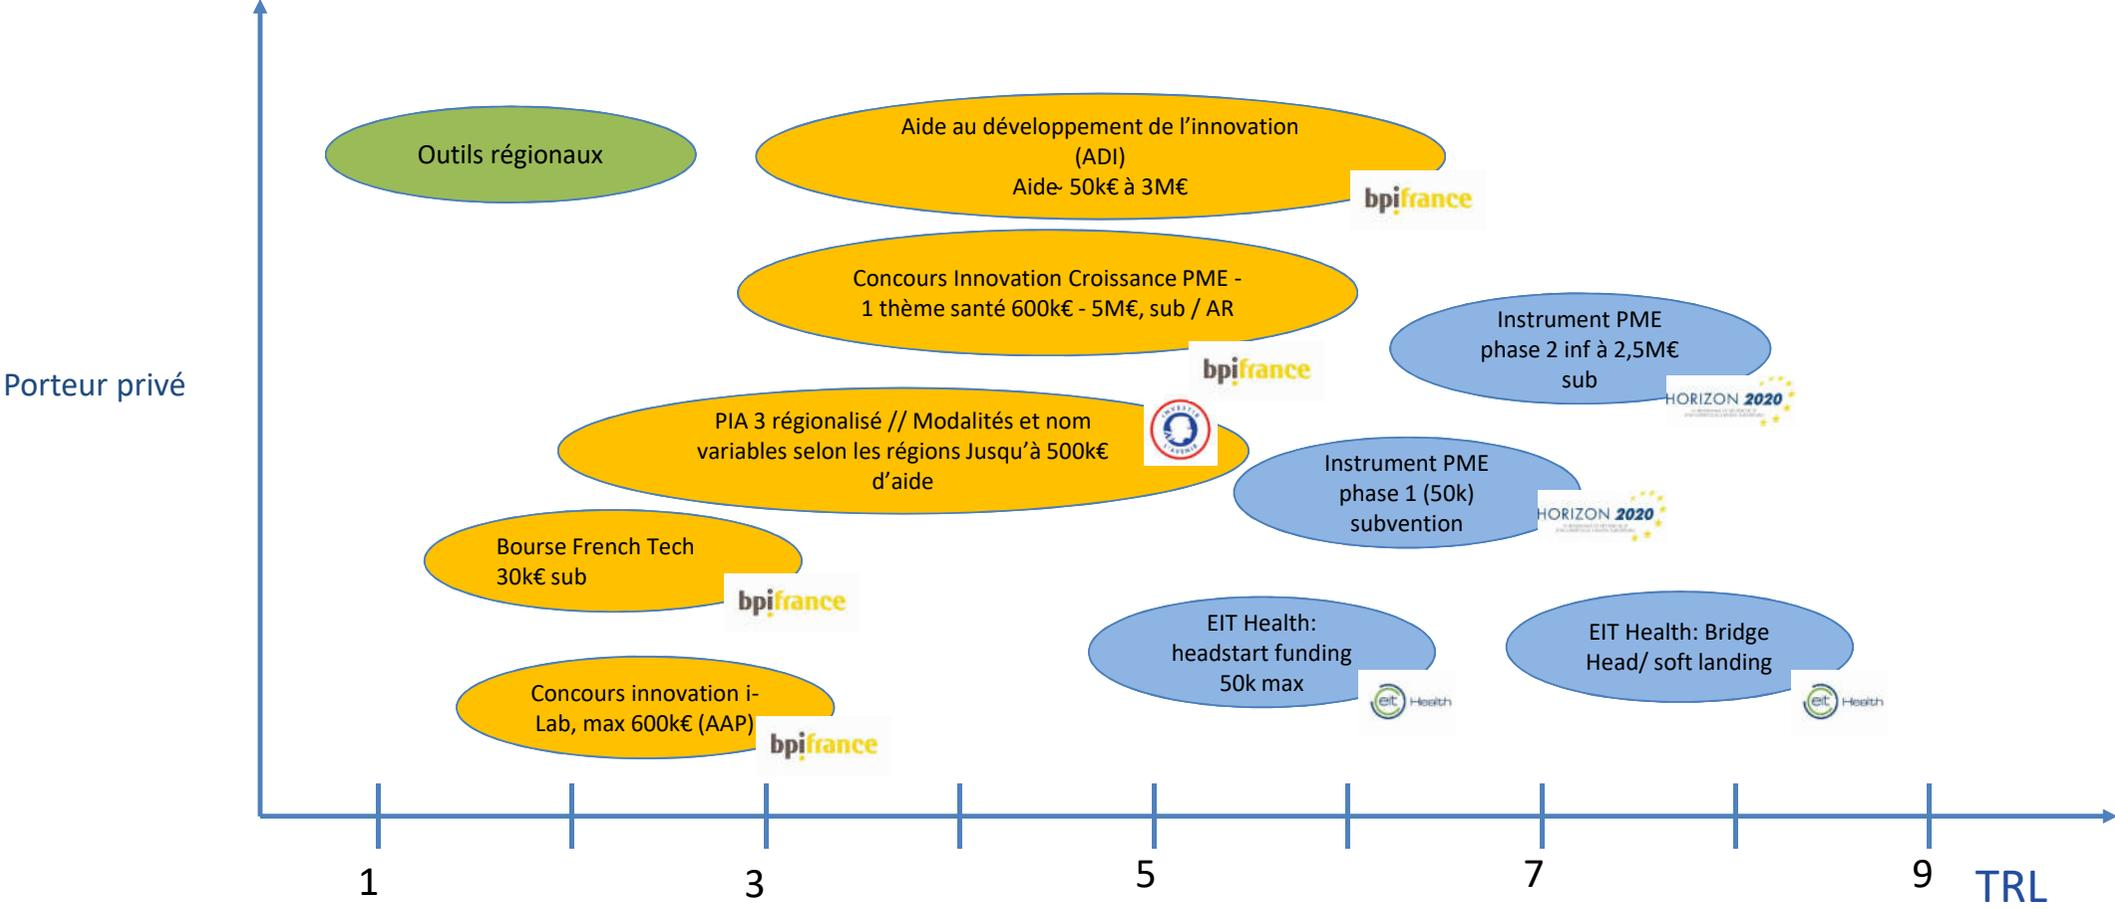 Outils régionaux
Aide au développement de l’innovation
(ADI)
Aide~ 50k€ à 3M€
bpifrance
Concours Innovation Croissance PME -
1 thème santé 600k€ - 5M€, sub / AR
bpifrance
Instrument PME
phase 2 inf à 2,5M€
sub
HORIZON 2020
Porteur privé
PIA 3 régionalisé // Modalités et nom
variables selon les régions Jusqu’à 500k€
d’aide
INVESTIR
L'AVENIR
Instrument PME
phase 1 (50k)
subvention
HORIZON 2020
Bourse French Tech
30k€ sub
bpifrance
EIT Health:
headstart funding
50k max
eit Health
EIT Health: Bridge
Head/ soft landing
eit Health
Concours innovation i-
Lab, max 600k€ (AAP)
bpifrance
1
3
5
7
9
TRL